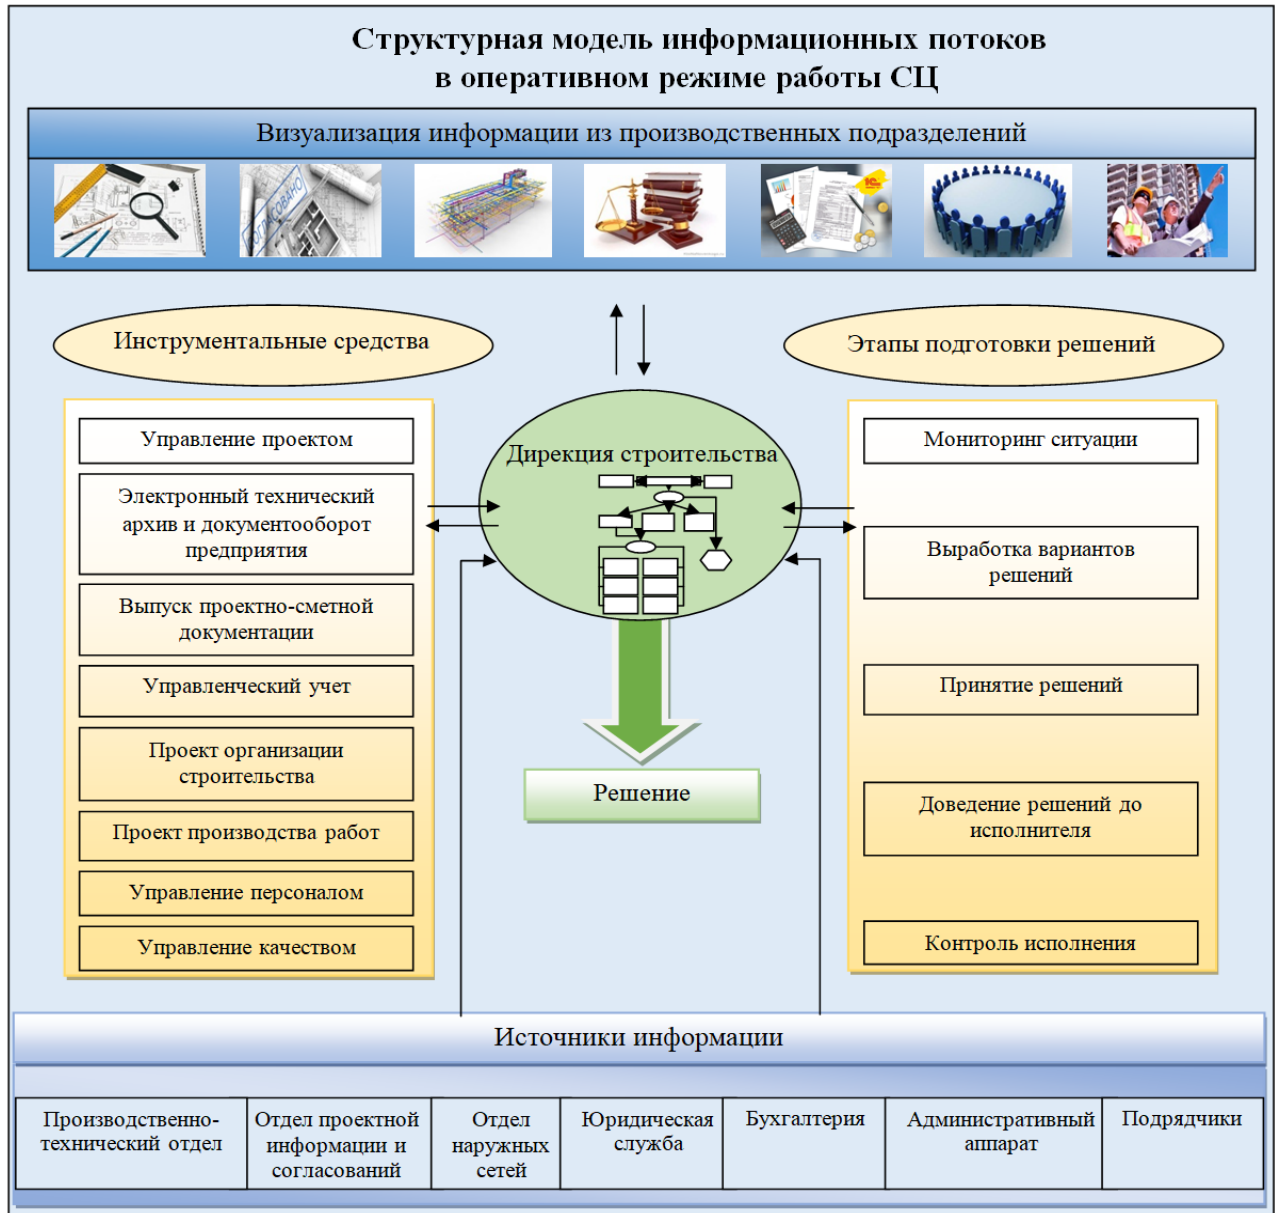 Структурная модель информационных потоков
в оперативном режиме работы СЦ
Визуализация информации из производственных подразделений
СОГЛАСОВАНО
Инструментальные средства
Этапы подготовки решений
Дирекция строительства
Управление проектом
Электронный технический
архив и документооборот
предприятия
Выпуск проектно-сметной
документации
Управленческий учет
Проект организации
строительства
Проект производства работ
Управление персоналом
Управление качеством
Мониторинг ситуации
Выработка вариантов
решений
Принятие решений
Доведение решений до
исполнителя
Контроль исполнения
Решение
Источники информации
Производственно-
технический отдел
Отдел проектной
информации и
согласований
Отдел
наружных
сетей
Юридическая
служба
Бухгалтерия
Административный
аппарат
Подрядчики